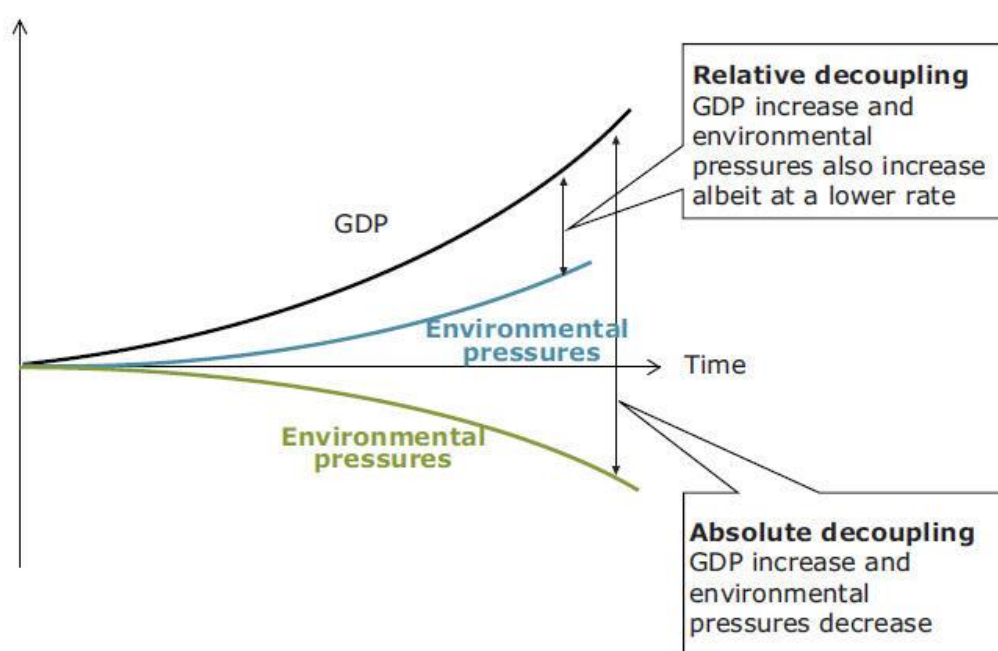 Relative decoupling
GDP increase and
environmental
pressures also increase
albeit at a lower rate
GDP
Environmental
pressures
Time
Environmental
pressures
Absolute decoupling
GDP increase and
environmental
pressures decrease